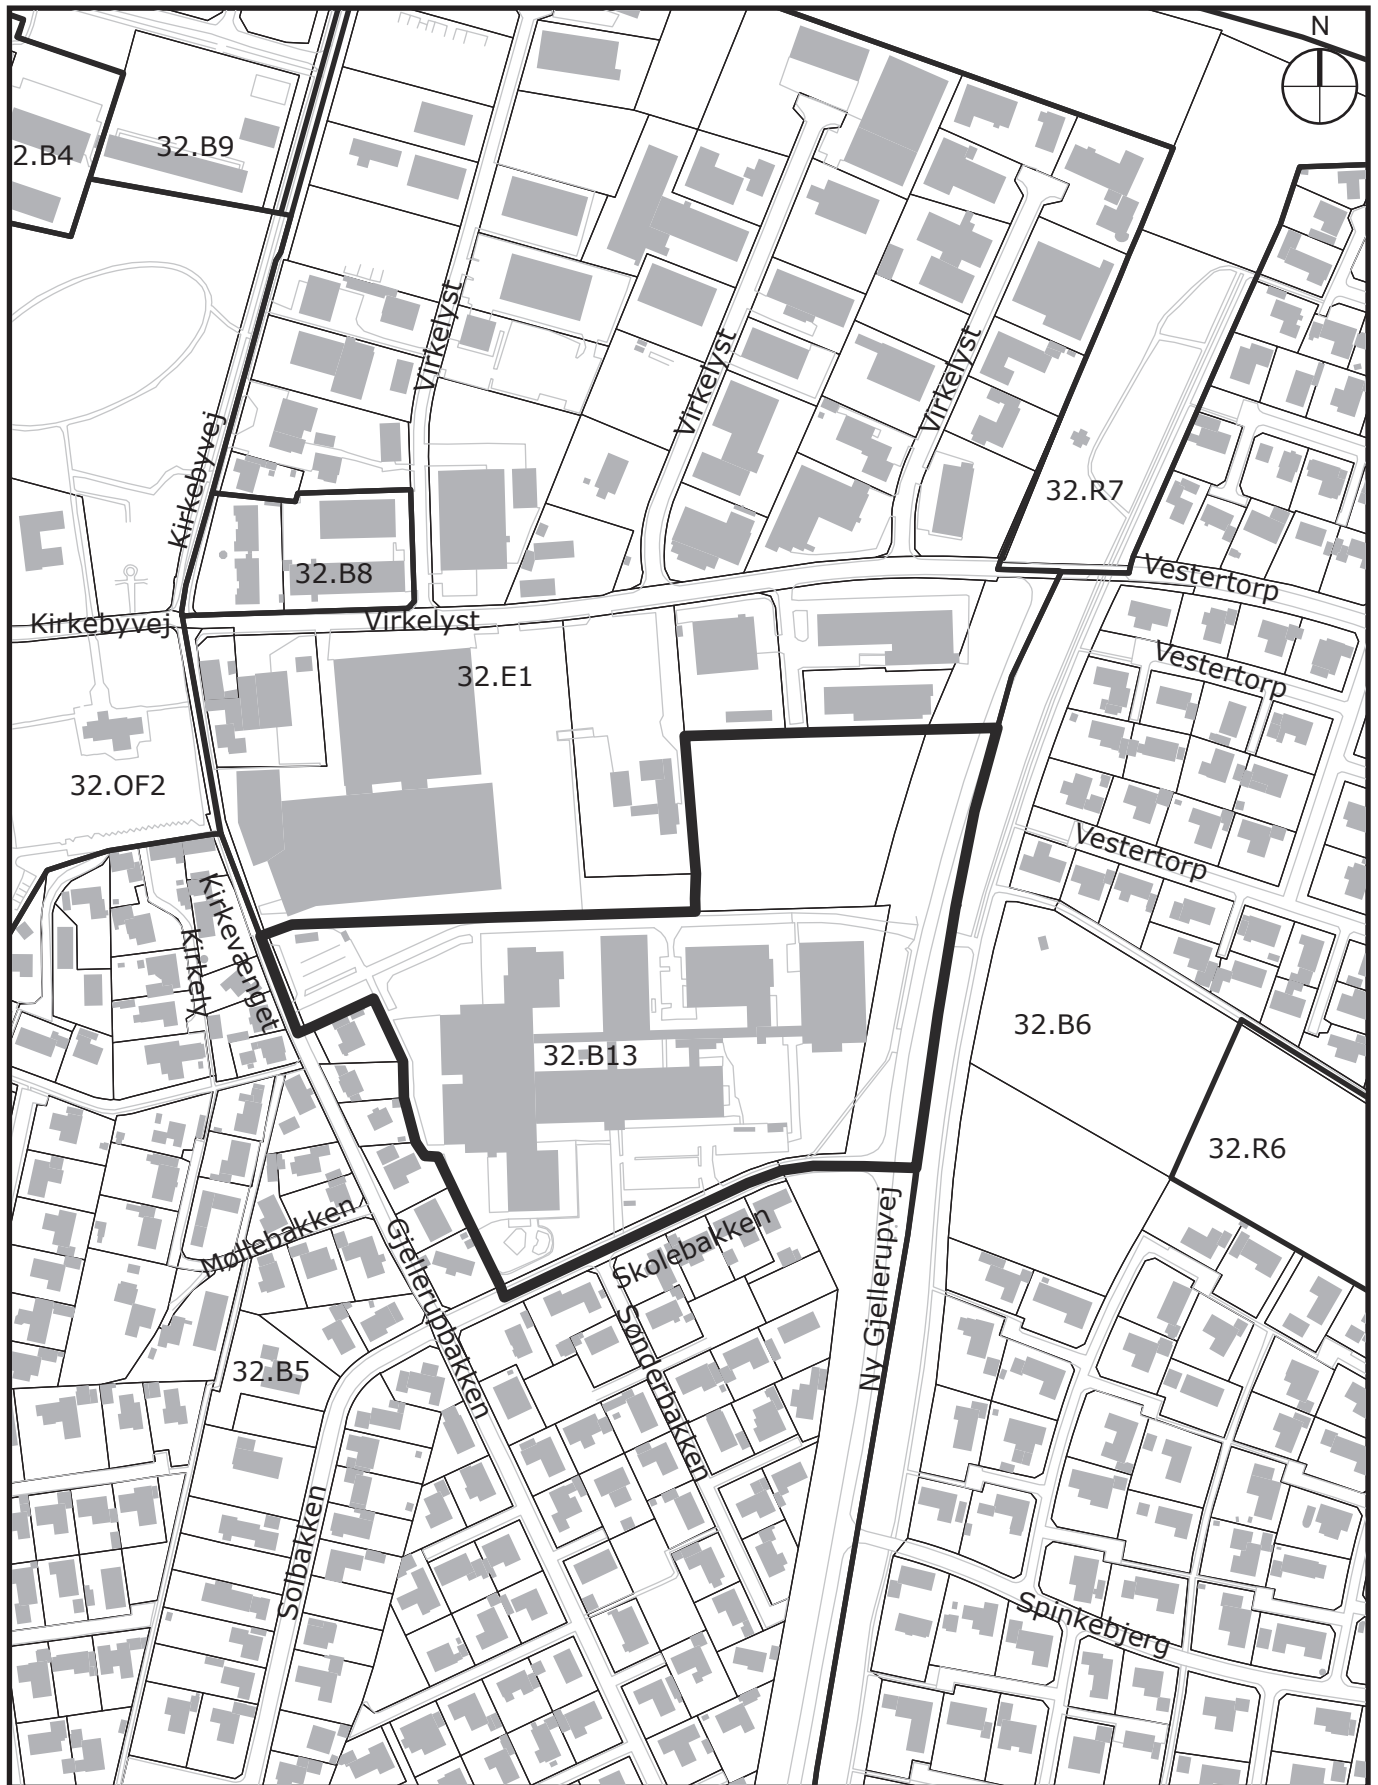 N
32.B9
2.B4
Virkelyst
Virkelyst
Virkelyst
Kirkebyvej
32.R7
32.B8
Vestertorp
Kirkebyvej
Virkelyst
32.E1
Vestertorp
32.OF2
Vestertorp
Kirkevænget
Kirkely
32.B6
32.B13
32.R6
Møllebakken
Gjellerupbakken
Skolebakken
Ny Gjellerupvej
Sønderbakken
32.B5
Solbakken
Spinkebjerg